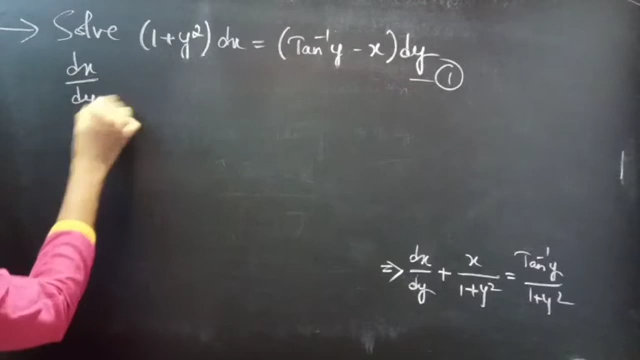 → Solve (1+y²)dx = (Tan⁻¹y − x)dy —①
dx/dy
⇒ dx/dy + x/(1+y²) = Tan⁻¹y/(1+y²)